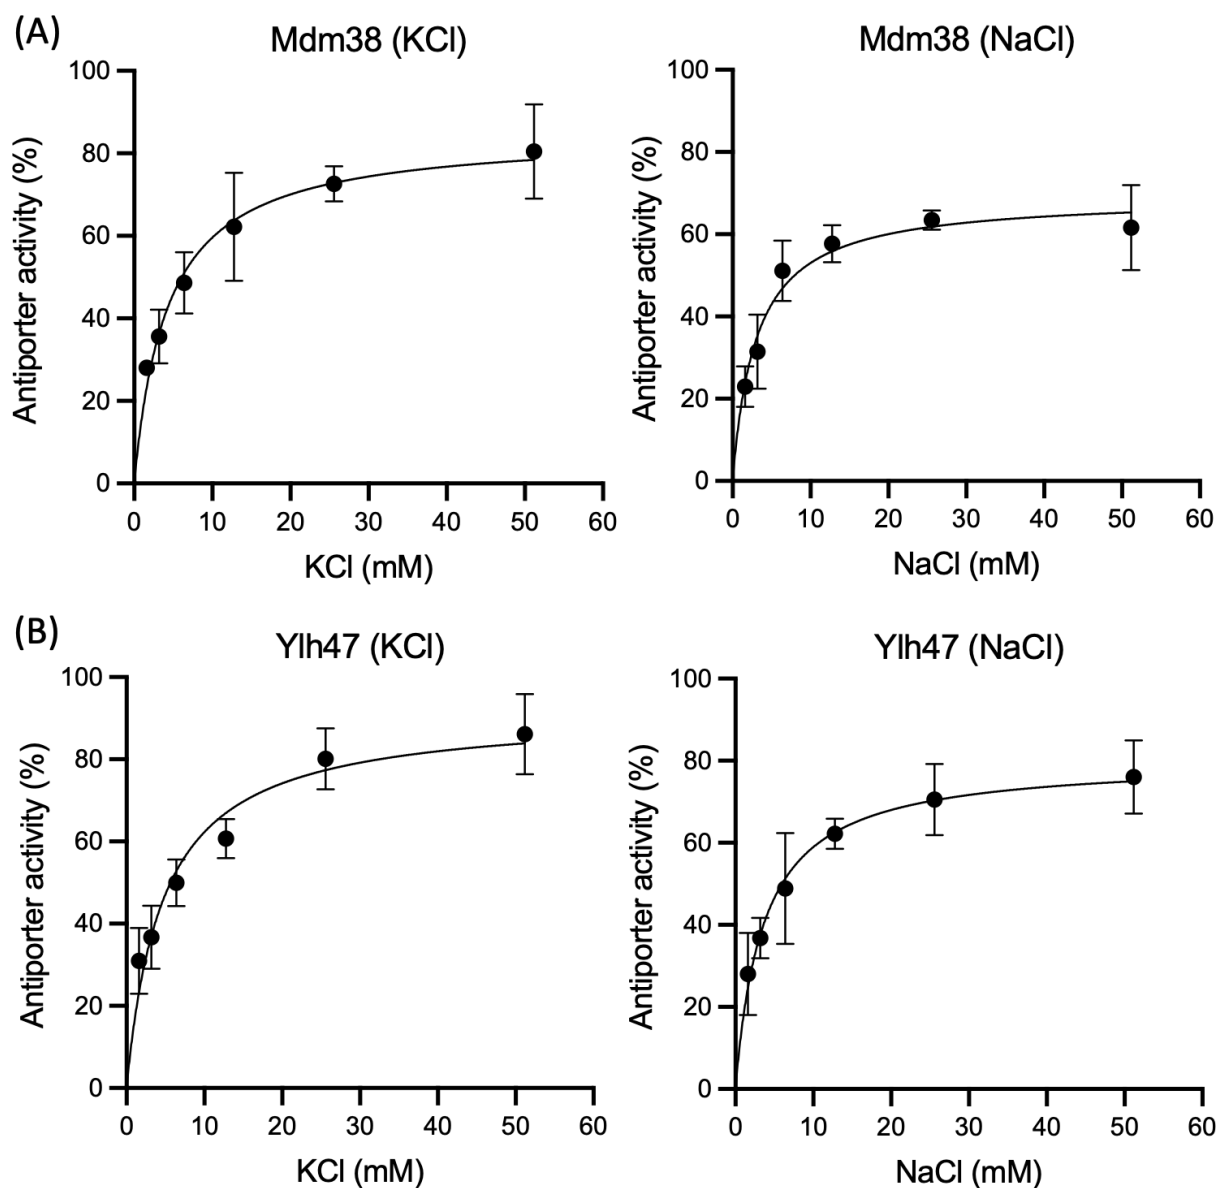 (A)
Mdm38 (KCl)
Antiporter activity (%)
100
80
60
40
20
0
0 10 20 30 40 50 60
KCl (mM)
Mdm38 (NaCl)
Antiporter activity (%)
100
80
60
40
20
0
0 10 20 30 40 50 60
NaCl (mM)
(B)
Ylh47 (KCl)
Antiporter activity (%)
100
80
60
40
20
0
0 10 20 30 40 50 60
KCl (mM)
Ylh47 (NaCl)
Antiporter activity (%)
100
80
60
40
20
0
0 10 20 30 40 50 60
NaCl (mM)